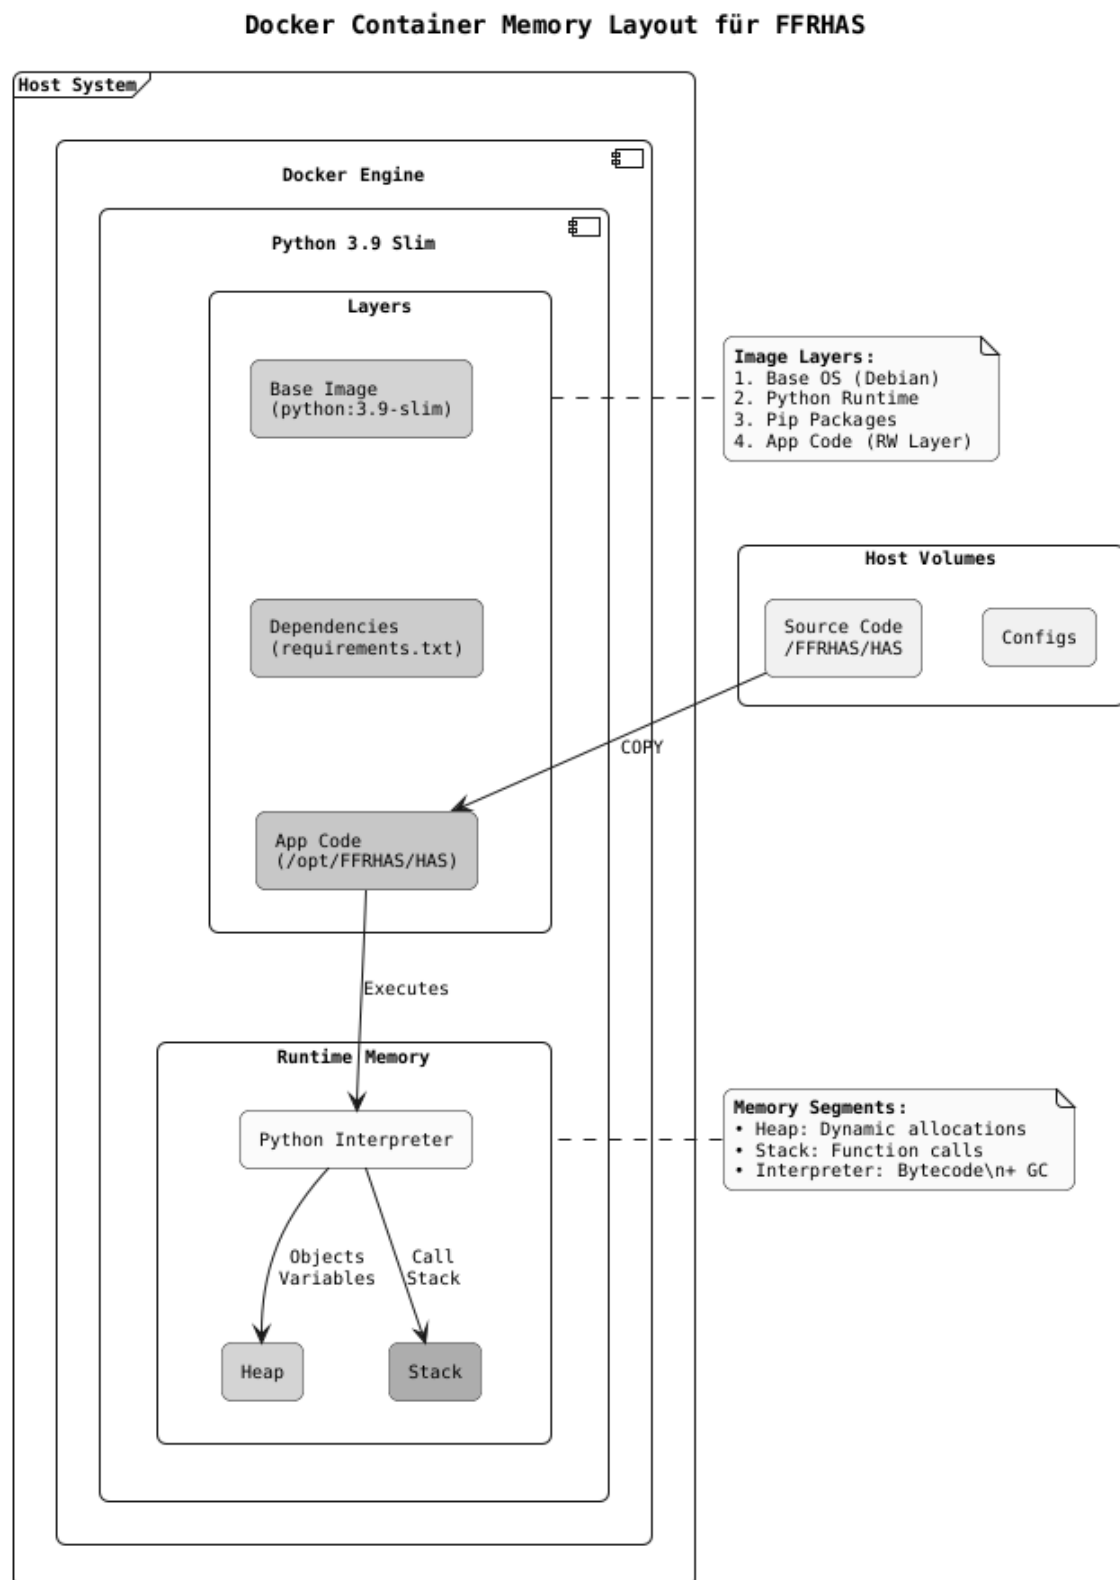 Docker Container Memory Layout für FFRHAS
Host System
Docker Engine
Python 3.9 Slim
Layers
Base Image
(python:3.9-slim)
Image Layers:
1. Base OS (Debian)
2. Python Runtime
3. Pip Packages
4. App Code (RW Layer)
Host Volumes
Dependencies
(requirements.txt)
Source Code
/FFRHAS/HAS
Configs
COPY
App Code
(/opt/FFRHAS/HAS)
Executes
Runtime Memory
Python Interpreter
Memory Segments:
• Heap: Dynamic allocations
• Stack: Function calls
• Interpreter: Bytecode\n+ GC
Objects
Variables
Call
Stack
Heap
Stack